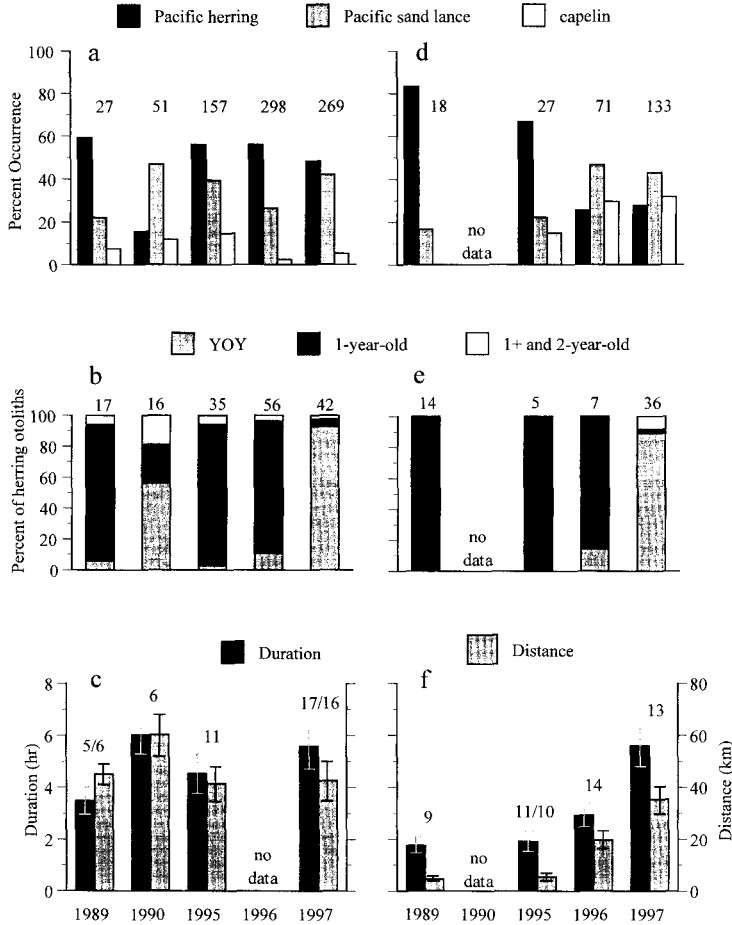 Pacific herring Pacific sand lance capelin
a d
Percent Occurrence
100
80
60
40
20
0
27 51 157 298 269
18 27 71 133
no
data
YOY 1-year-old 1+ and 2-year-old
b e
Percent of herring otoliths
100
80
60
40
20
0
17 16 35 56 42
14 5 7 36
no
data
Duration Distance
c f
Duration (hr)
8
6
4
2
0
5/6 6 11 17/16
no
data
9 11/10 14 13
no
data
80
60
40
20
0
Distance (km)
1989 1990 1995 1996 1997 1989 1990 1995 1996 1997